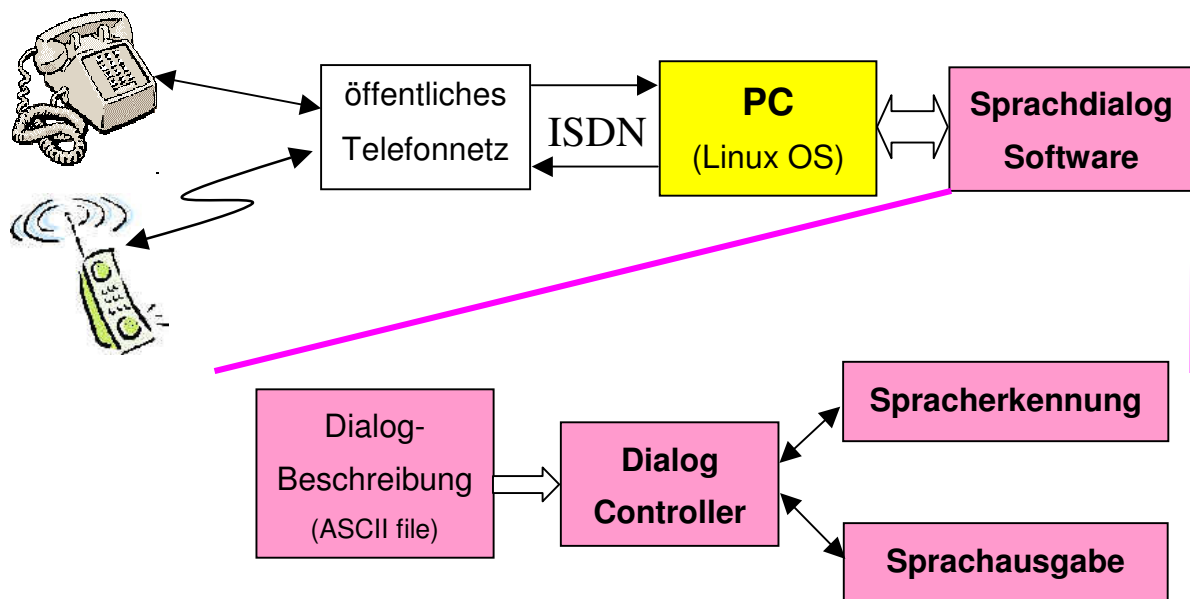 öffentliches
Telefonnetz
ISDN
PC
(Linux OS)
Sprachdialog
Software
Dialog-
Beschreibung
(ASCII file)
Dialog
Controller
Spracherkennung
Sprachausgabe